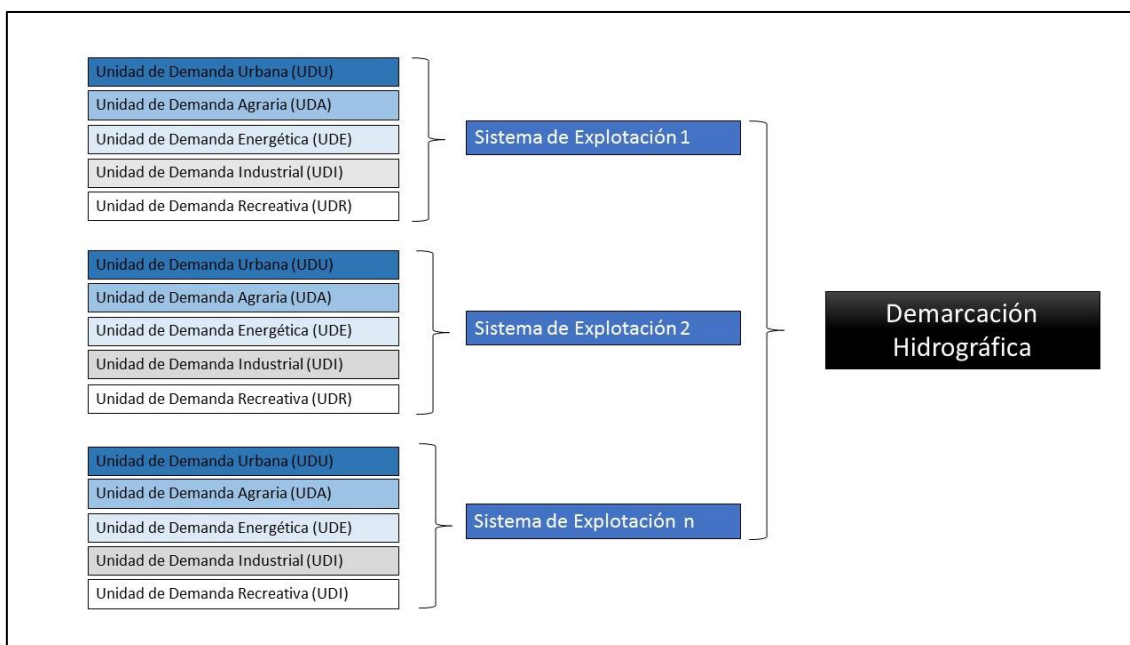 Unidad de Demanda Urbana (UDU)
Unidad de Demanda Agraria (UDA)
Unidad de Demanda Energética (UDE)
Unidad de Demanda Industrial (UDI)
Unidad de Demanda Recreativa (UDR)
Sistema de Explotación 1
Unidad de Demanda Urbana (UDU)
Unidad de Demanda Agraria (UDA)
Unidad de Demanda Energética (UDE)
Unidad de Demanda Industrial (UDI)
Unidad de Demanda Recreativa (UDR)
Sistema de Explotación 2
Unidad de Demanda Urbana (UDU)
Unidad de Demanda Agraria (UDA)
Unidad de Demanda Energética (UDE)
Unidad de Demanda Industrial (UDI)
Unidad de Demanda Recreativa (UDI)
Sistema de Explotación n
Demarcación
Hidrográfica